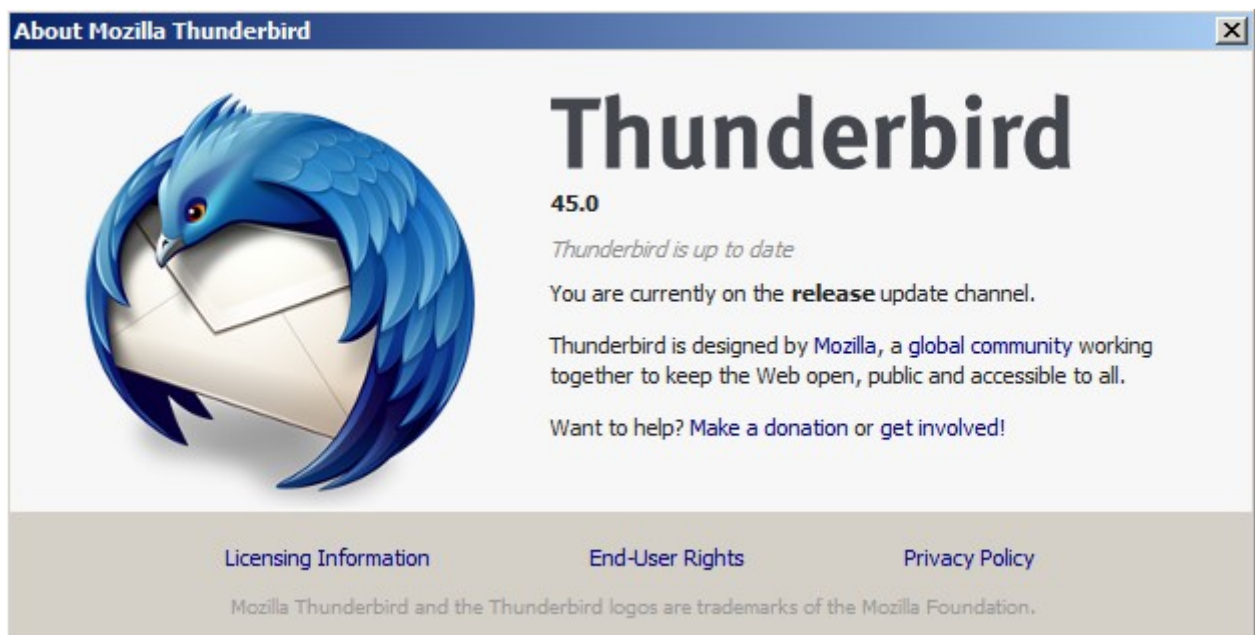 About Mozilla Thunderbird
Thunderbird
45.0
Thunderbird is up to date
You are currently on the release update channel.
Thunderbird is designed by Mozilla, a global community working
together to keep the Web open, public and accessible to all.
Want to help? Make a donation or get involved!
Licensing Information End-User Rights Privacy Policy
Mozilla Thunderbird and the Thunderbird logos are trademarks of the Mozilla Foundation.